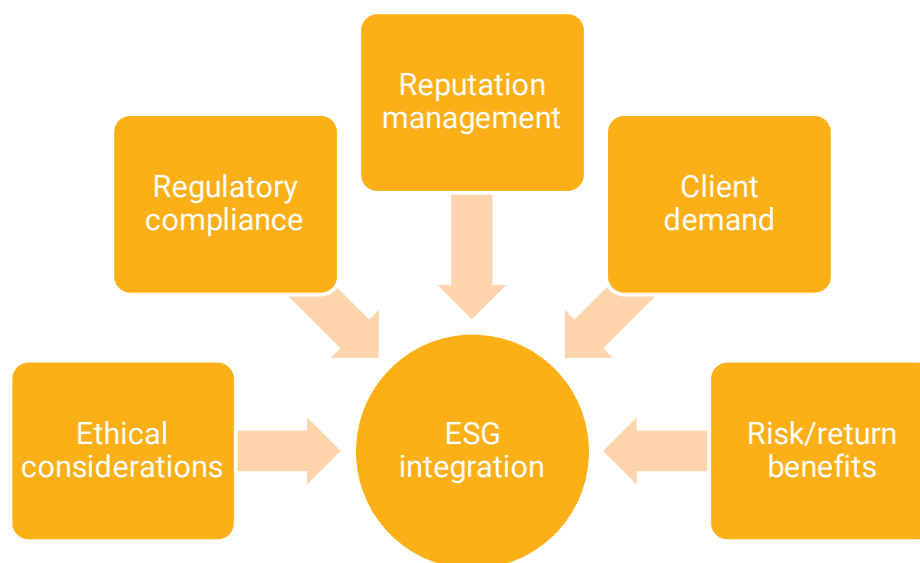 Reputation
management
Regulatory
compliance
Client
demand
Ethical
considerations
ESG
integration
Risk/return
benefits